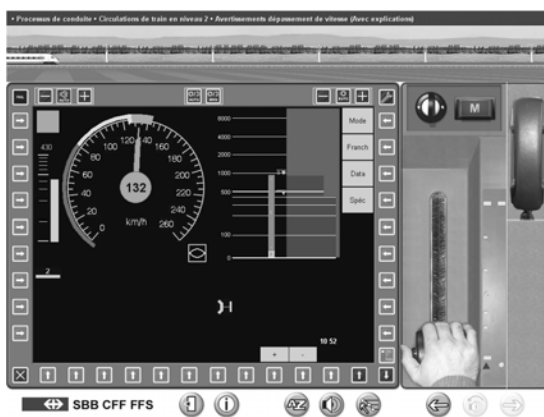 • Processus de conduite • Circulations de train en niveau 2 • Avertissements dépassement de vitesse (Avec explications)
430
2
0
20
40
60
80
100
120
140
160
180
200
220
240
260
132
km/h
8000
4000
2000
1000
500
100
0
Mode
Franch
Data
Spéc
M
10 52
+ -
SBB CFF FFS
i
A-Z